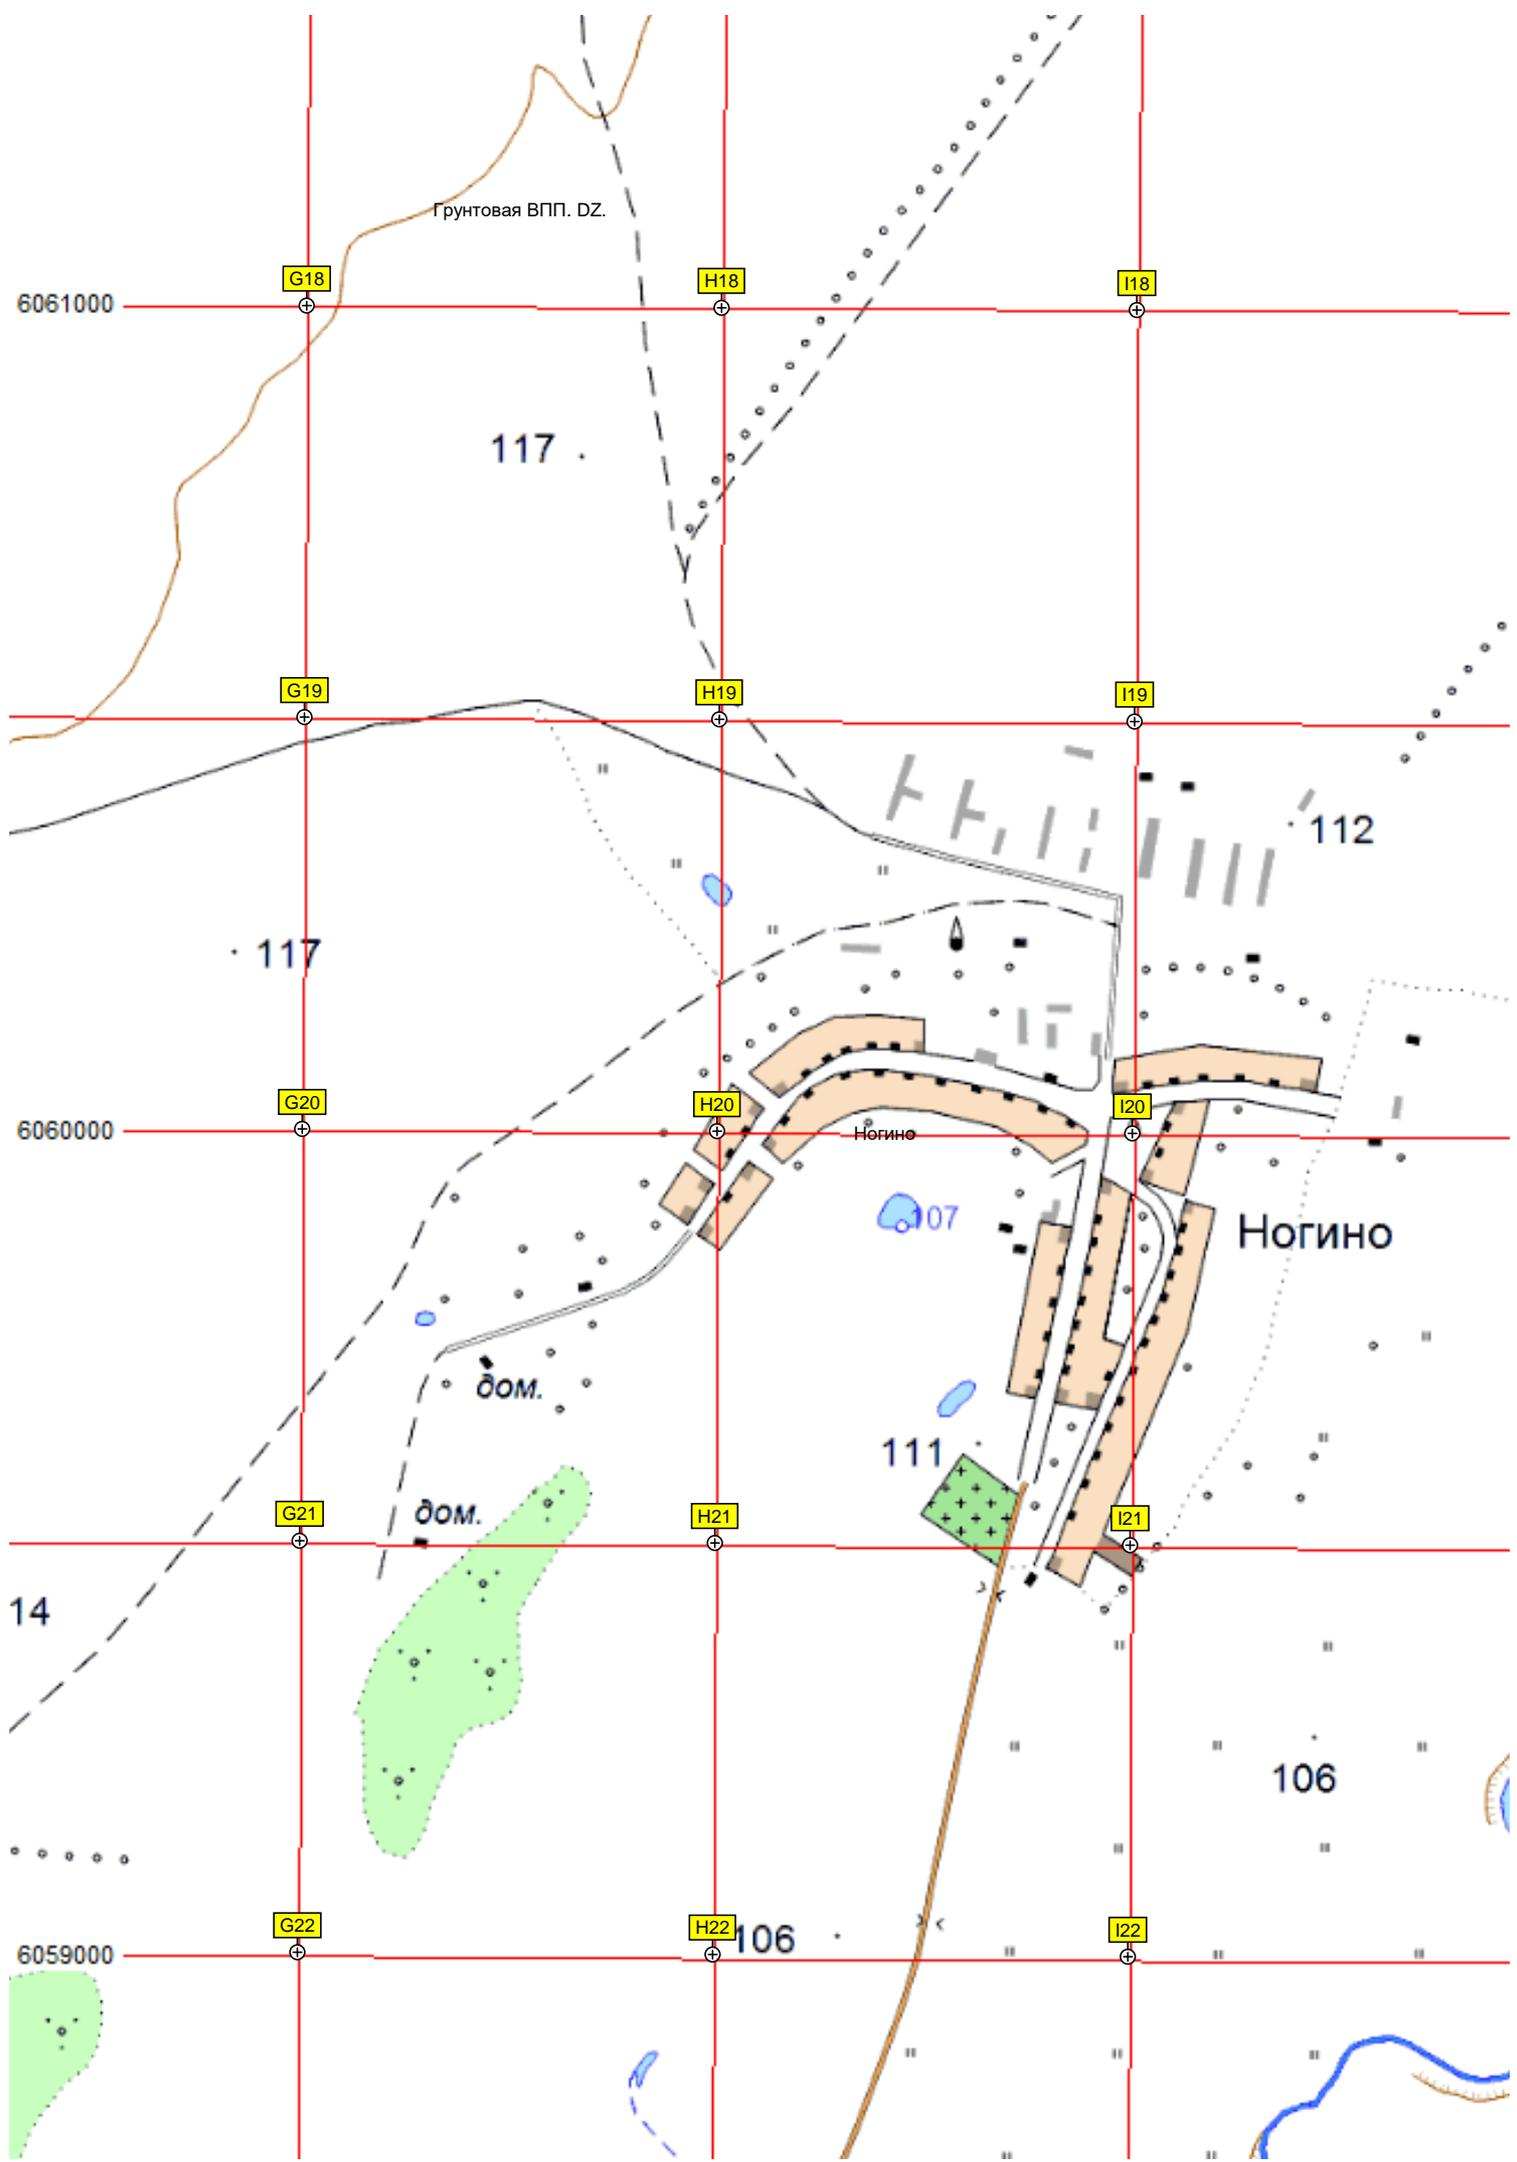 Грунтовая ВПП. DZ.
G18
H18
I18
6061000
117
G19
H19
I19
112
117
G20
H20
I20
6060000
Ногино
107
Ногино
дом.
111
дом.
G21
H21
I21
14
106
G22
H22
I22
106
6059000